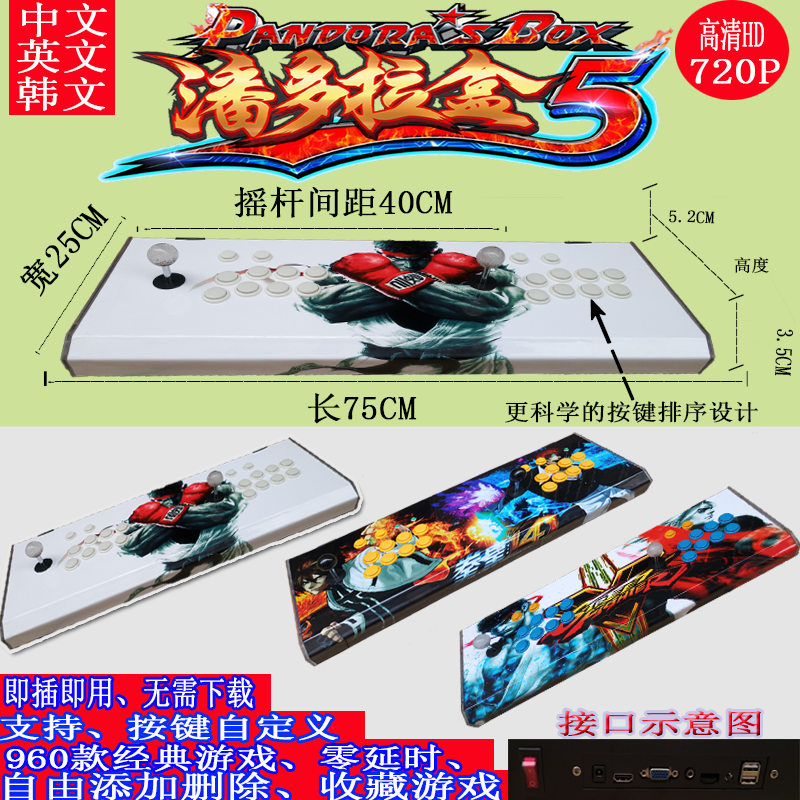 中文
英文
韩文
PANDORA'S BOX
潘多拉盒5
高清HD
720P
摇杆间距40CM
5.2CM
宽25CM
高度
3.5CM
长75CM
更科学的按键排序设计
14
即插即用、无需下载
支持、按键自定义
960款经典游戏、零延时、
自由添加删除、收藏游戏
接口示意图